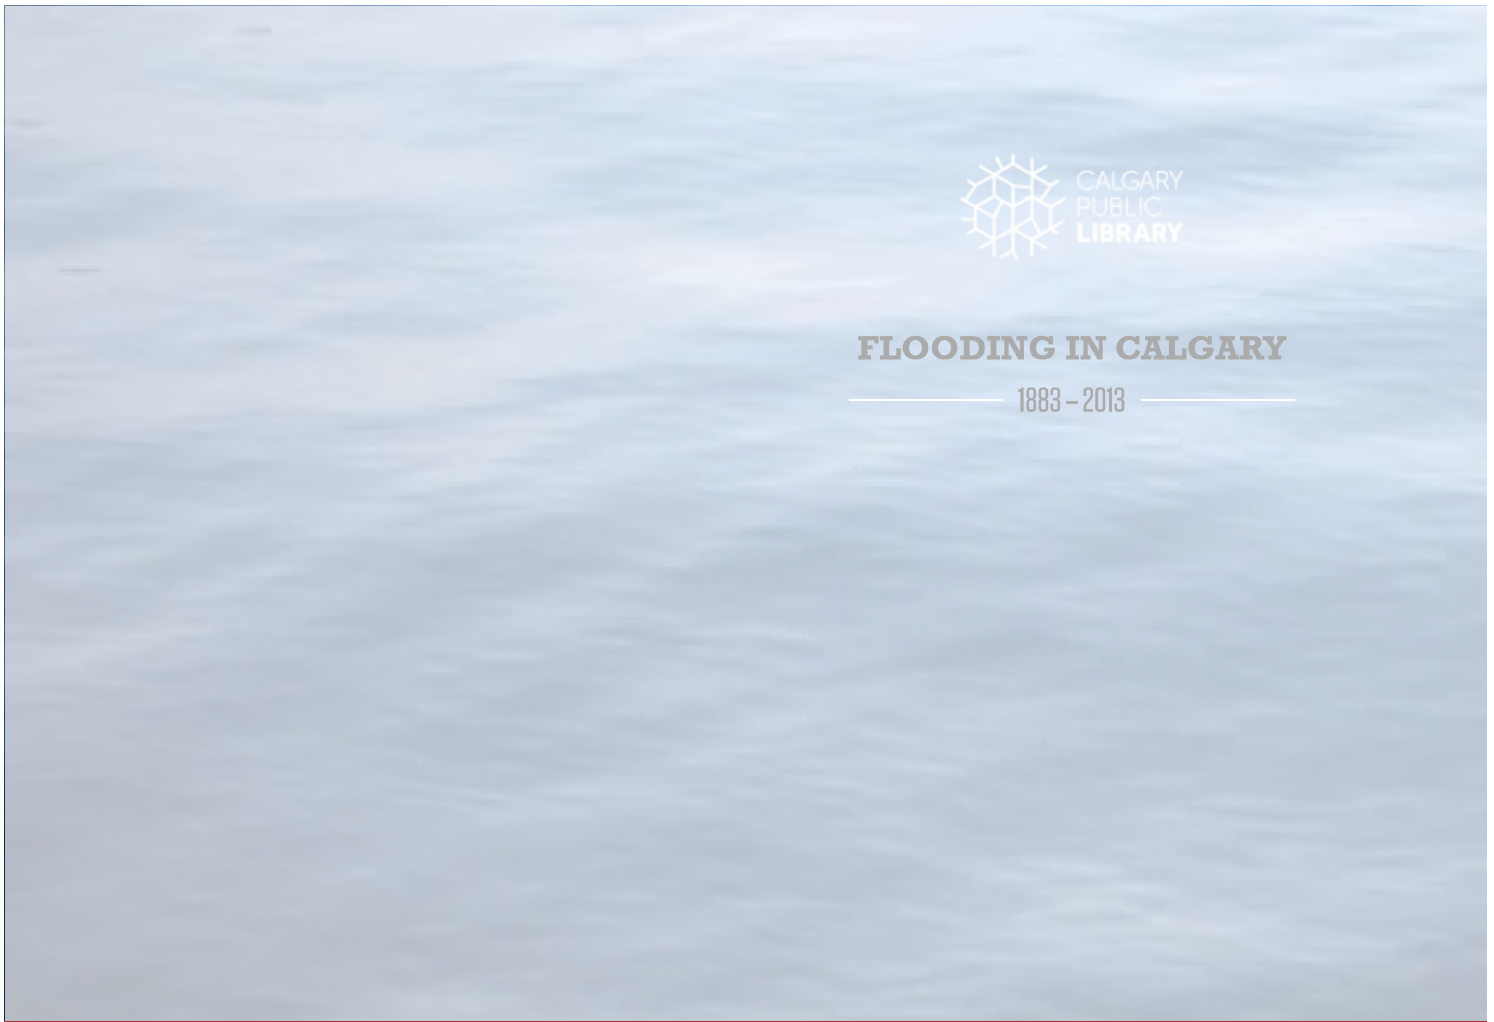 CALGARY
PUBLIC
LIBRARY
FLOODING IN CALGARY
1883 – 2013